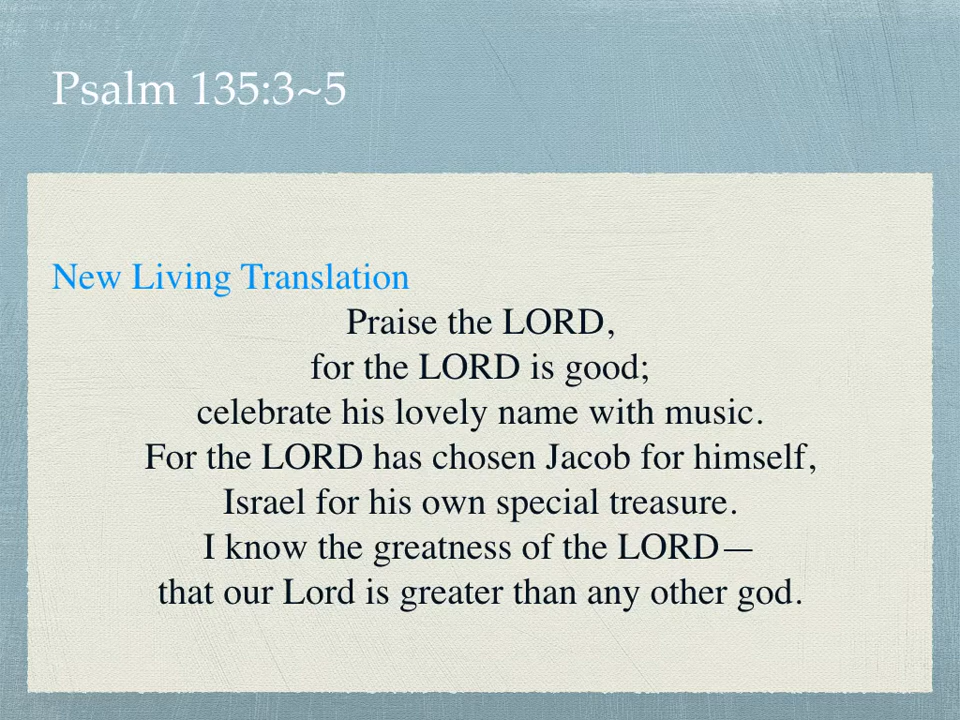 Psalm 135:3~5
New Living Translation
Praise the LORD,
for the LORD is good;
celebrate his lovely name with music.
For the LORD has chosen Jacob for himself,
Israel for his own special treasure.
I know the greatness of the LORD—
that our Lord is greater than any other god.